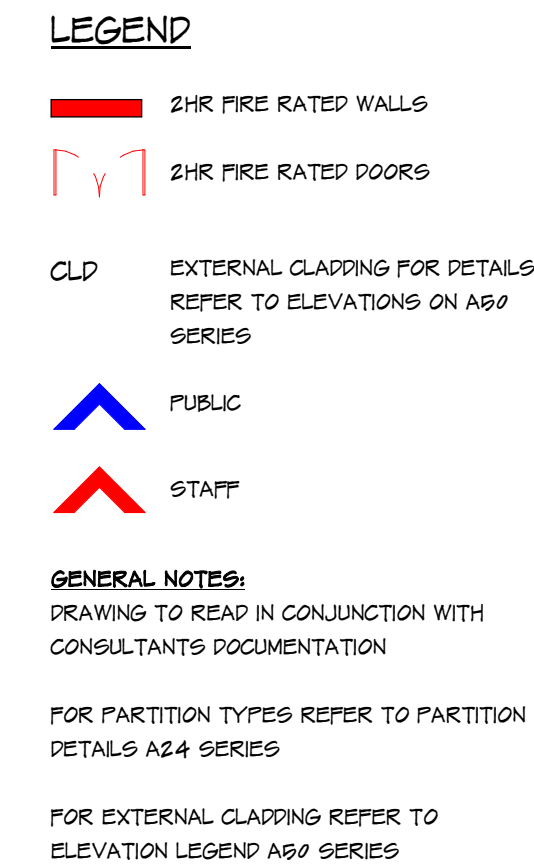 LEGEND
2HR FIRE RATED WALLS
2HR FIRE RATED DOORS
CLD
EXTERNAL CLADDING FOR DETAILS
REFER TO ELEVATIONS ON A50
SERIES
PUBLIC
STAFF
GENERAL NOTES:
DRAWING TO READ IN CONJUNCTION WITH
CONSULTANTS DOCUMENTATION
FOR PARTITION TYPES REFER TO PARTITION
DETAILS A24 SERIES
FOR EXTERNAL CLADDING REFER TO
ELEVATION LEGEND A50 SERIES